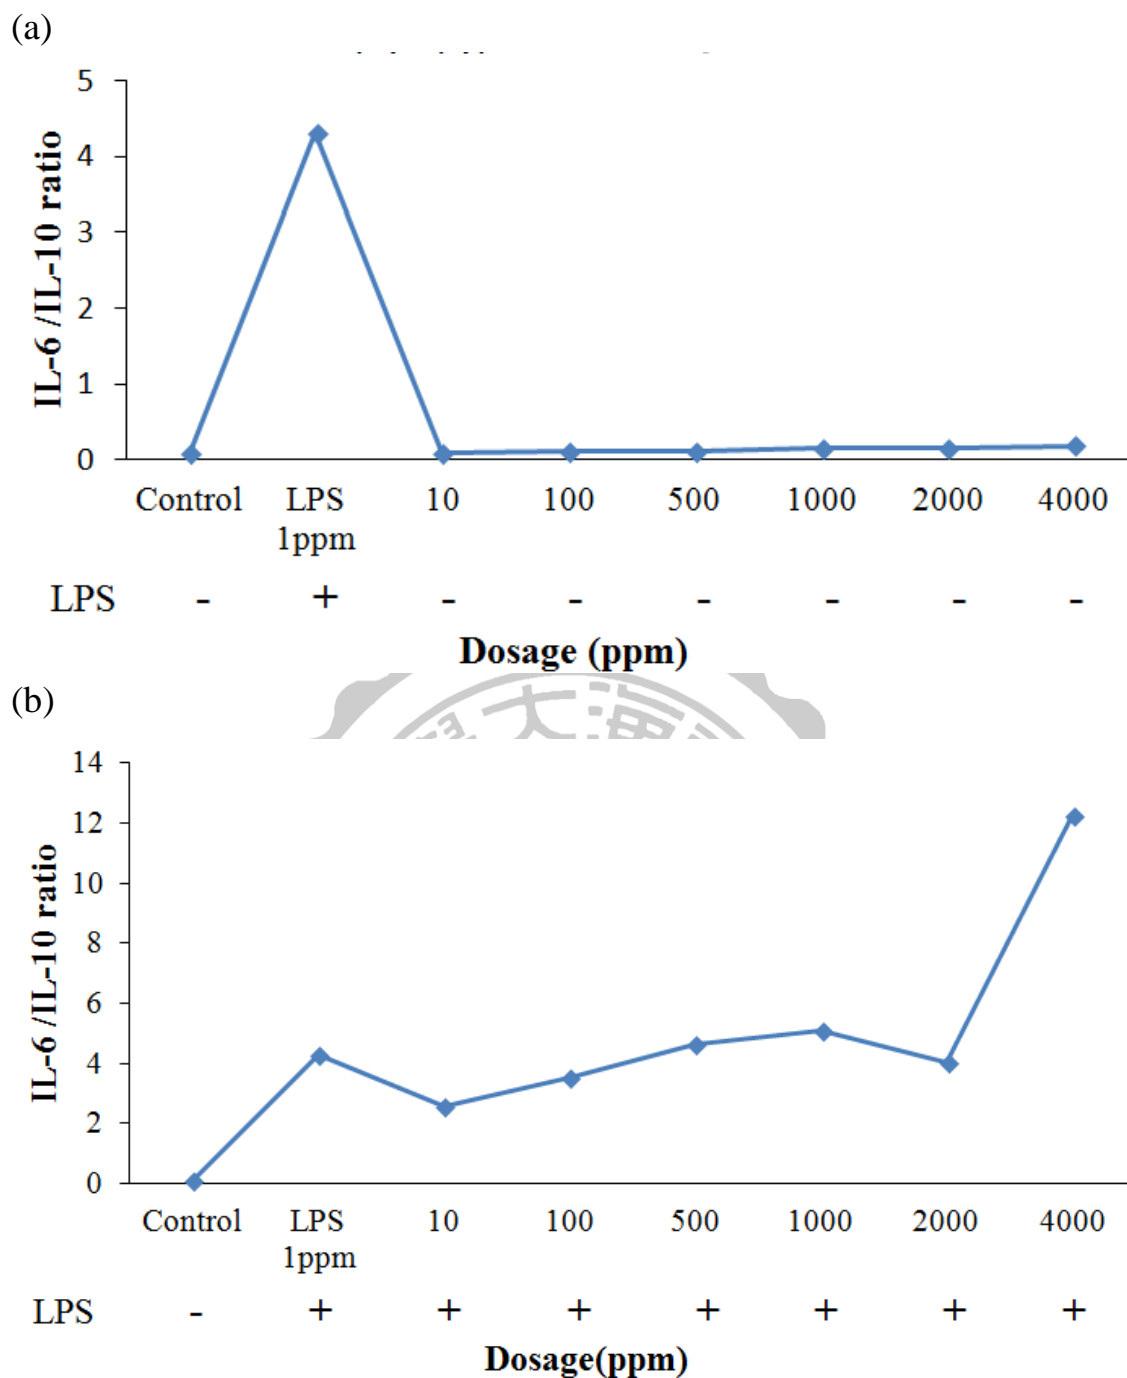 (a)
5
4
3
2
1
0
IL-6 /IL-10 ratio
Control LPS 10 100 500 1000 2000 4000
1ppm
LPS - + - - - - - -
Dosage (ppm)
(b)
大海
14
12
10
8
6
4
2
0
IL-6 /IL-10 ratio
Control LPS 10 100 500 1000 2000 4000
1ppm
LPS - + + + + + + +
Dosage(ppm)